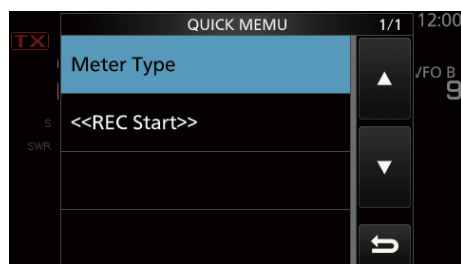 QUICK MEMU 1/1 12:00
TX
Meter Type
VFO B
9
<<REC Start>>
S
SWR